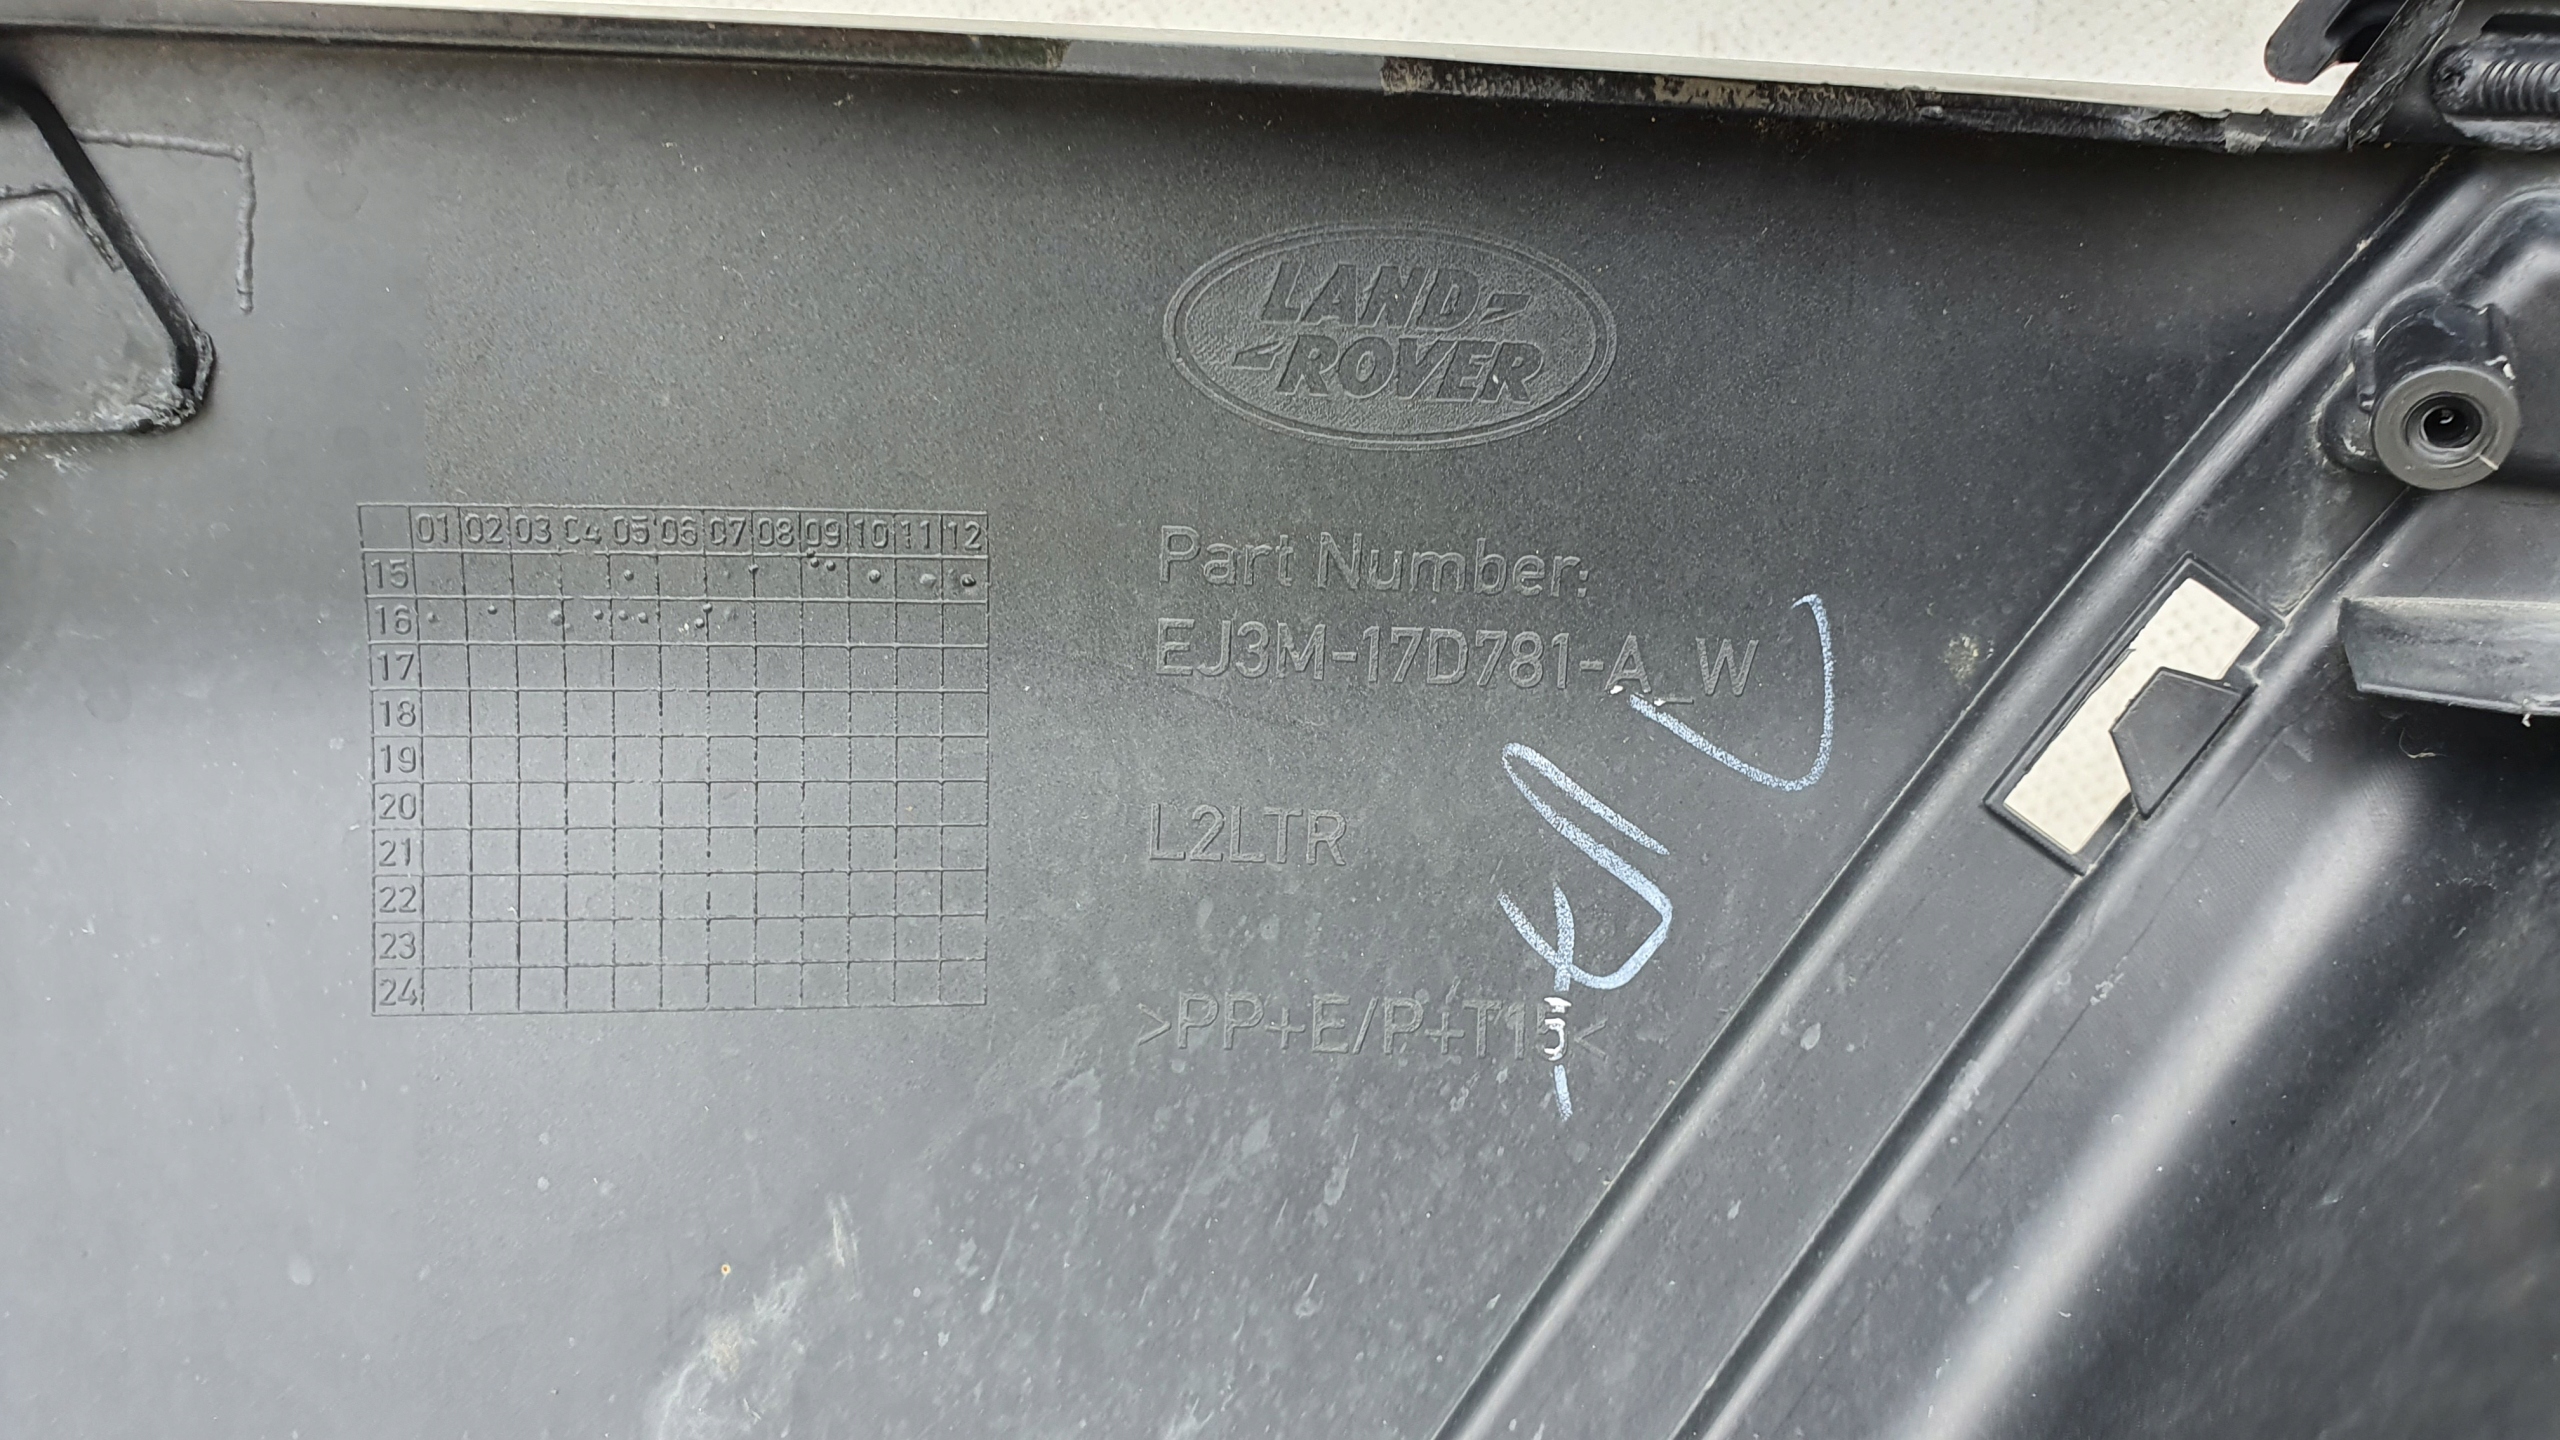 LAND
ROVER
01 02 03 04 05 06 07 08 09 10 11 12
15
16
17
18
19
20
21
22
23
24
Part Number:
EJ3M-17D781-A_W
L2LTR
>PP+E/P+T15<